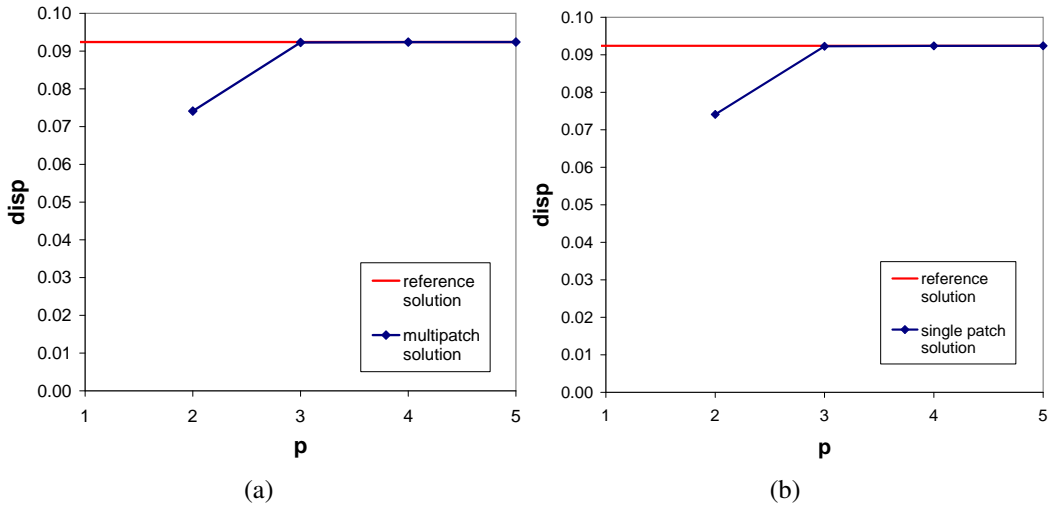 0.10
0.09
0.08
0.07
0.06
0.05
0.04
0.03
0.02
0.01
0.00
disp
1 2 3 4 5
p
reference
solution
multipatch
solution
(a)
0.10
0.09
0.08
0.07
0.06
0.05
0.04
0.03
0.02
0.01
0.00
disp
1 2 3 4 5
p
reference
solution
single patch
solution
(b)